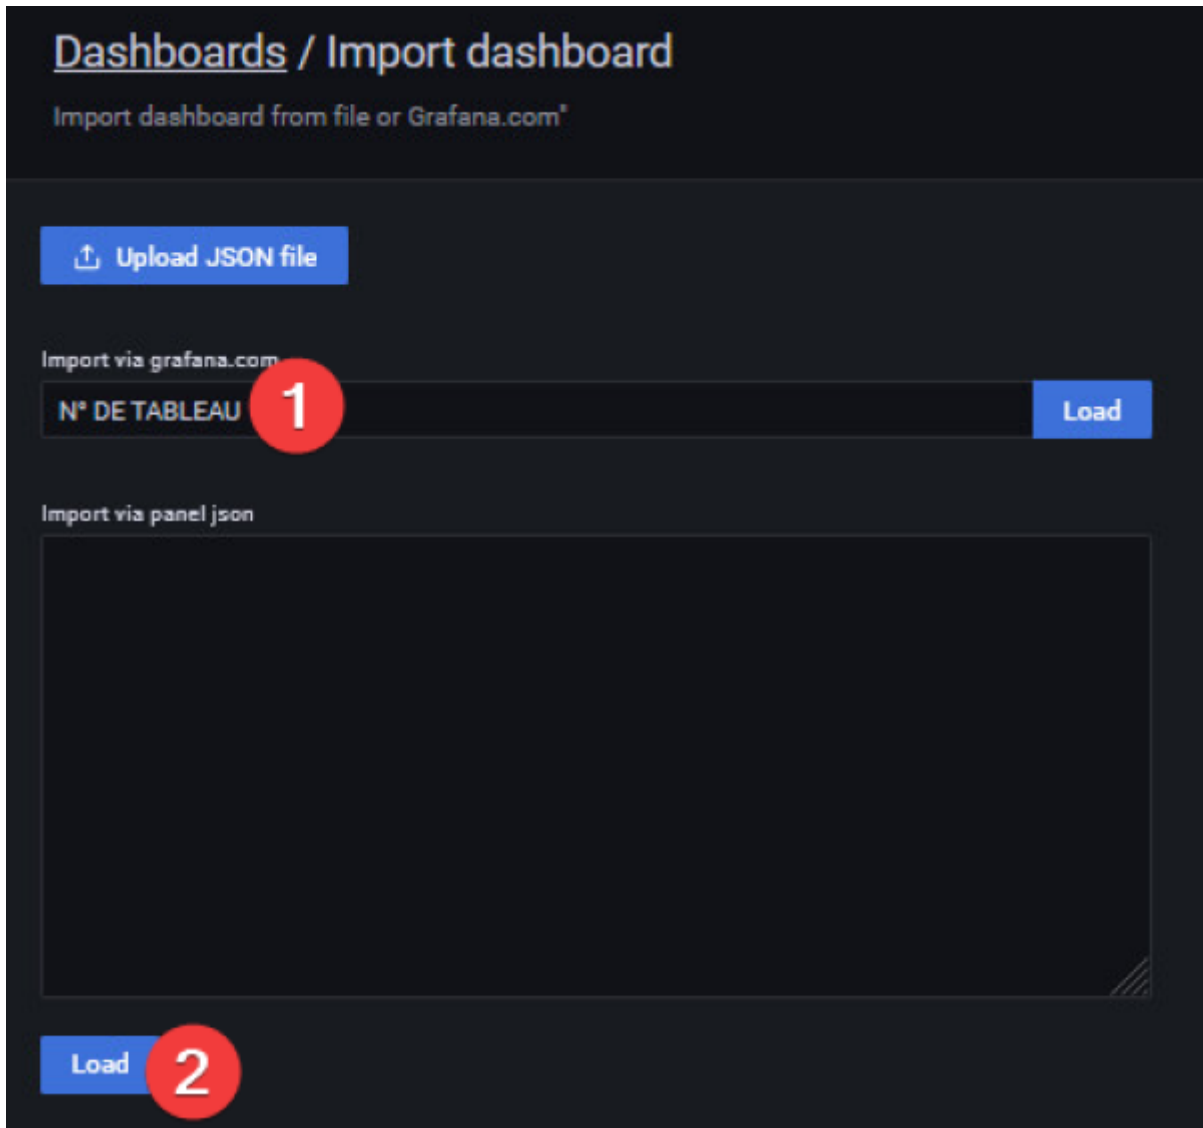 Dashboards / Import dashboard
Import dashboard from file or Grafana.com"
Upload JSON file
Import via grafana.com
N° DE TABLEAU 1 Load
Import via panel json
Load 2